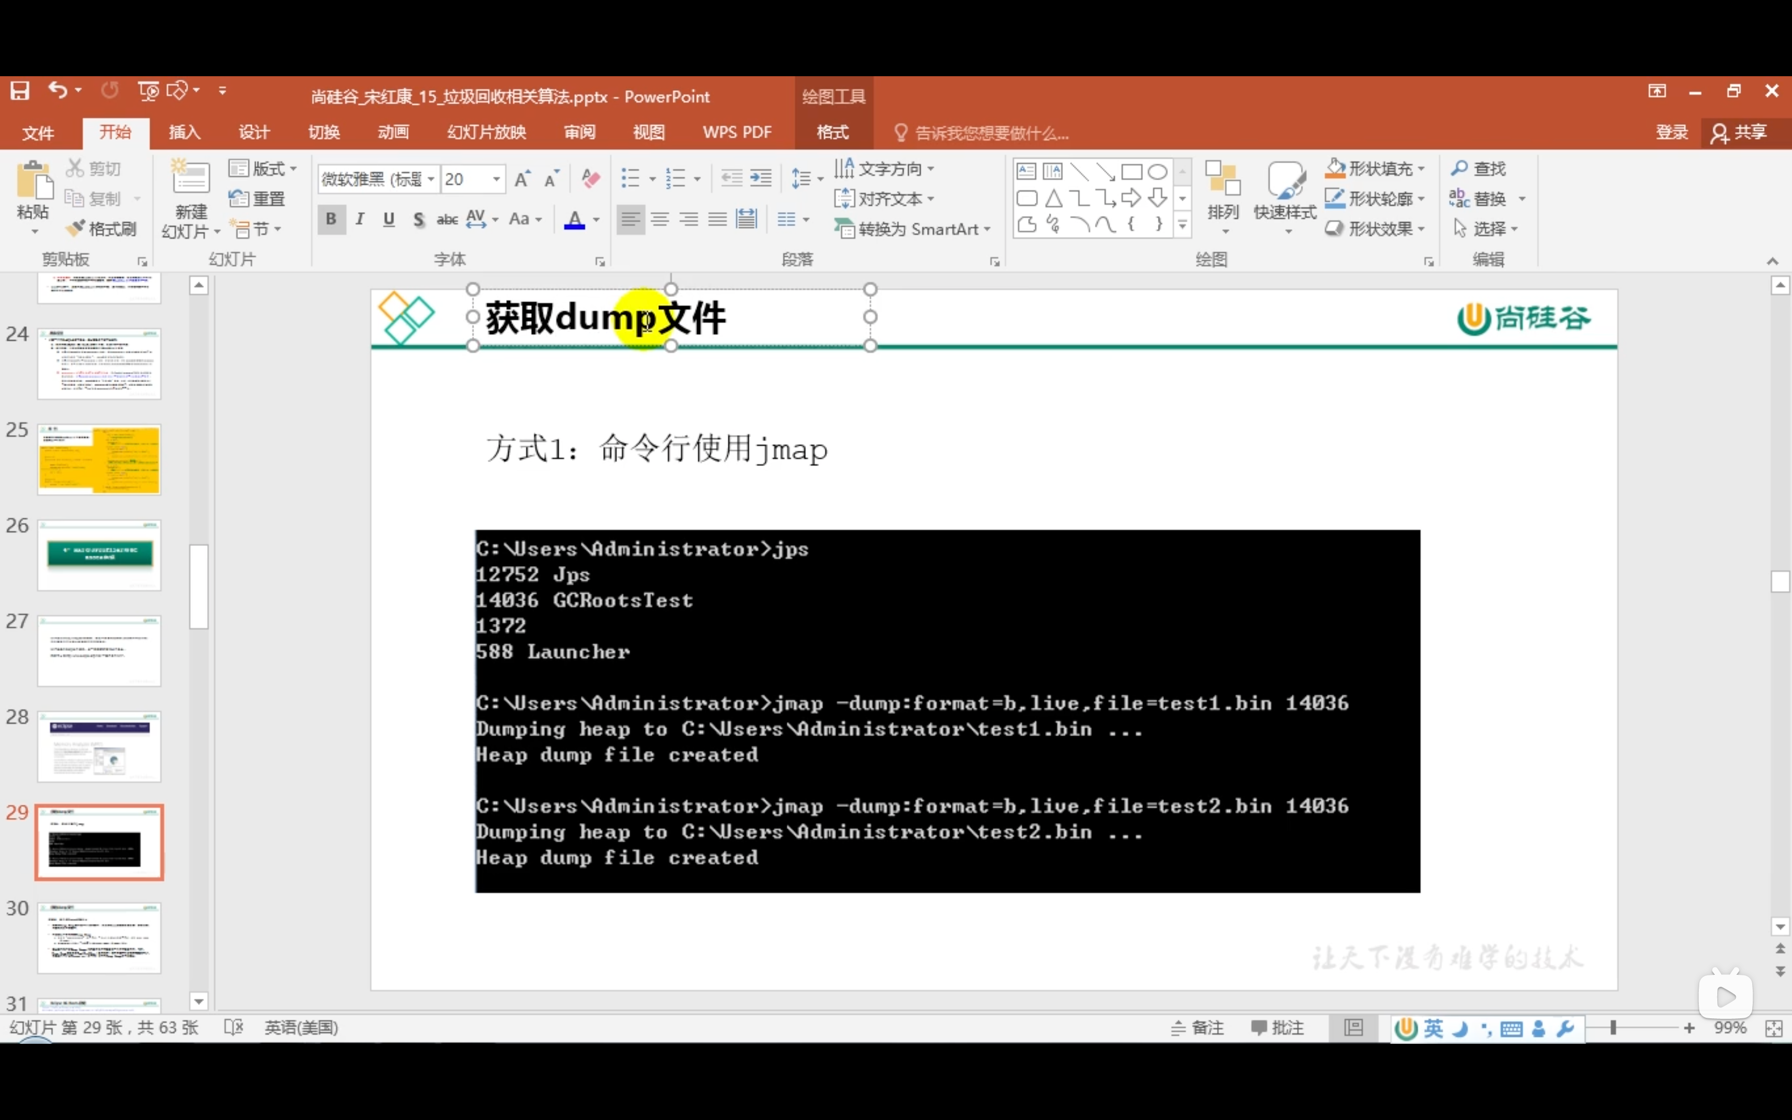 尚硅谷_宋红康_15_垃圾回收相关算法.pptx - PowerPoint
绘图工具
文件 开始 插入 设计 切换 动画 幻灯片放映 审阅 视图 WPS PDF 格式 告诉我您想要做什么... 登录 共享
粘贴
剪切
复制
格式刷
剪贴板
新建
幻灯片
版式
重置
节
幻灯片
微软雅黑 (标题 20
B I U S abc AV Aa A
字体
文字方向
对齐文本
转换为 SmartArt
段落
排列
快速样式
形状填充
形状轮廓
形状效果
绘图
查找
替换
选择
编辑
24
25
26
27
28
29
30
31
获取dump文件
尚硅谷
方式1：命令行使用jmap
C:\Users\Administrator>jps
12752 Jps
14036 GCRootsTest
1372
588 Launcher
C:\Users\Administrator>jmap -dump:format=b,live,file=test1.bin 14036
Dumping heap to C:\Users\Administrator\test1.bin ...
Heap dump file created
C:\Users\Administrator>jmap -dump:format=b,live,file=test2.bin 14036
Dumping heap to C:\Users\Administrator\test2.bin ...
Heap dump file created
让天下没有难学的技术
幻灯片 第 29 张，共 63 张 英语(美国) 备注 批注 英 99%